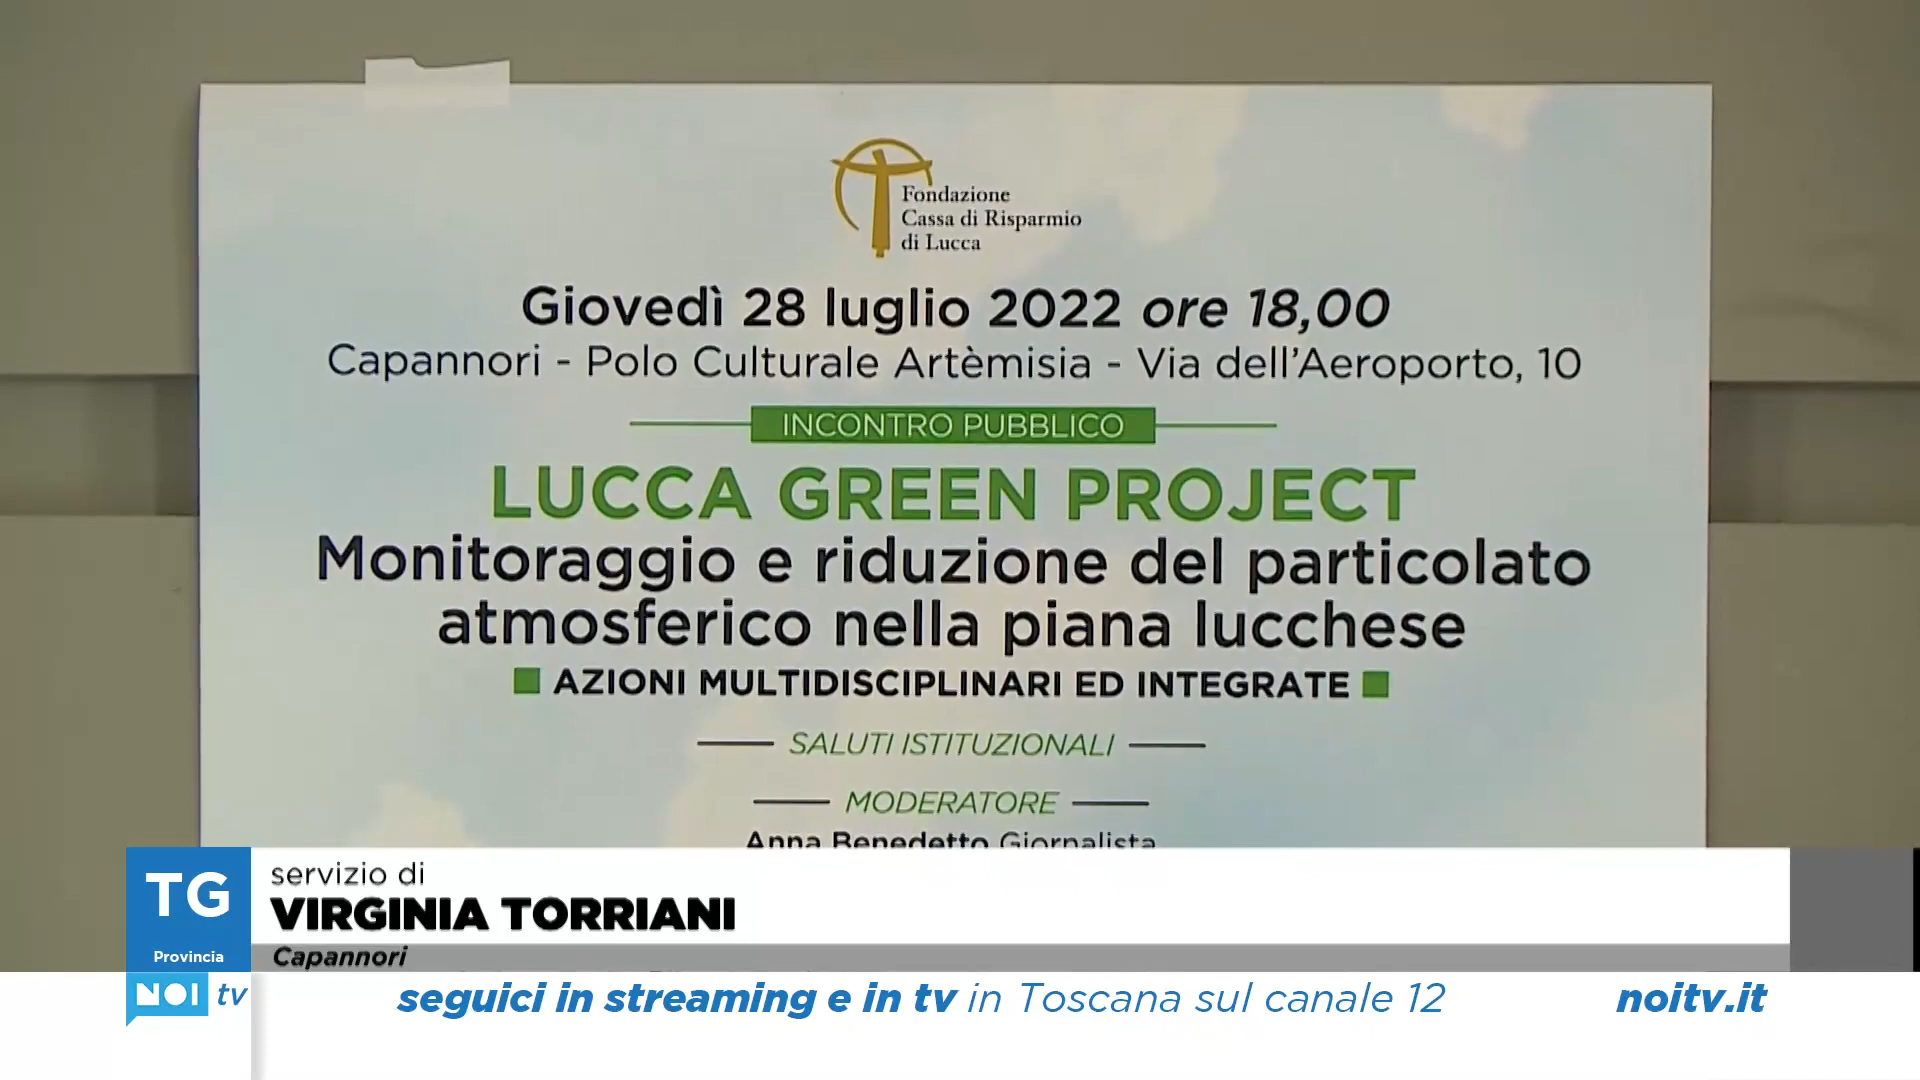 Fondazione
Cassa di Risparmio
di Lucca
Giovedì 28 luglio 2022 ore 18,00
Capannori - Polo Culturale Artèmisia - Via dell'Aeroporto, 10
INCONTRO PUBBLICO
LUCCA GREEN PROJECT
Monitoraggio e riduzione del particolato
atmosferico nella piana lucchese
AZIONI MULTIDISCIPLINARI ED INTEGRATE
SALUTI ISTITUZIONALI
MODERATORE
Anna Benedetto Giornalista
TG
Provincia
servizio di
VIRGINIA TORRIANI
Capannori
NOI tv
seguici in streaming e in tv in Toscana sul canale 12
noitv.it